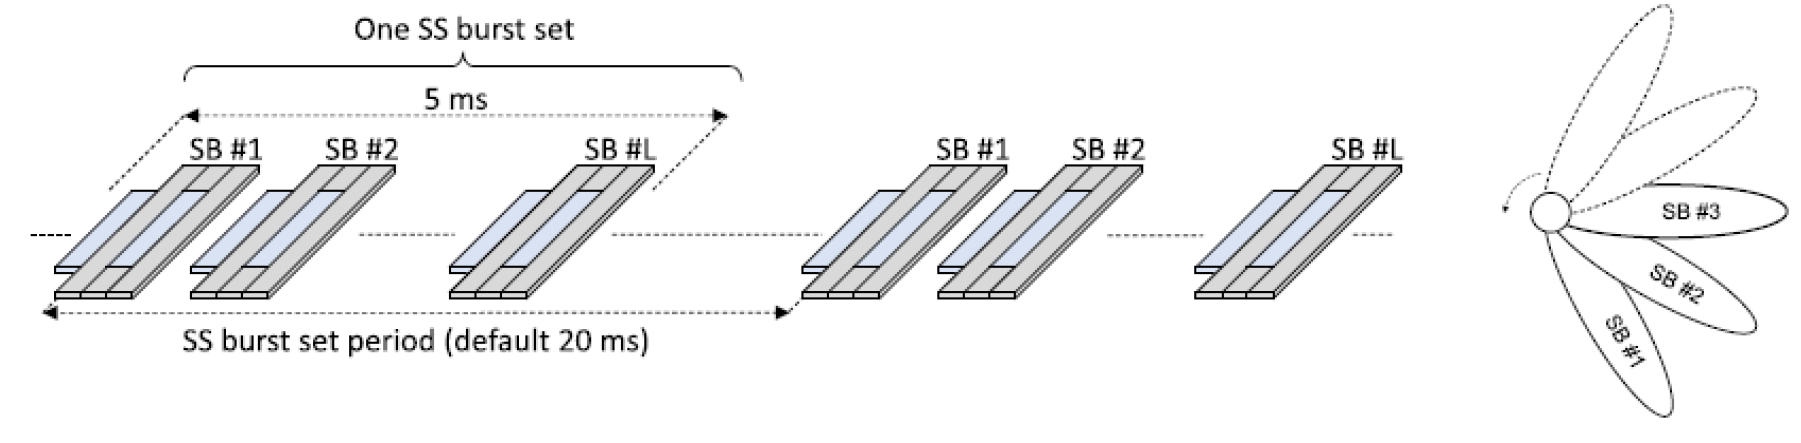 One SS burst set
5 ms
SB #1
SB #2
SB #L
SB #1
SB #2
SB #L
SS burst set period (default 20 ms)
SB #3
SB #2
SB #1